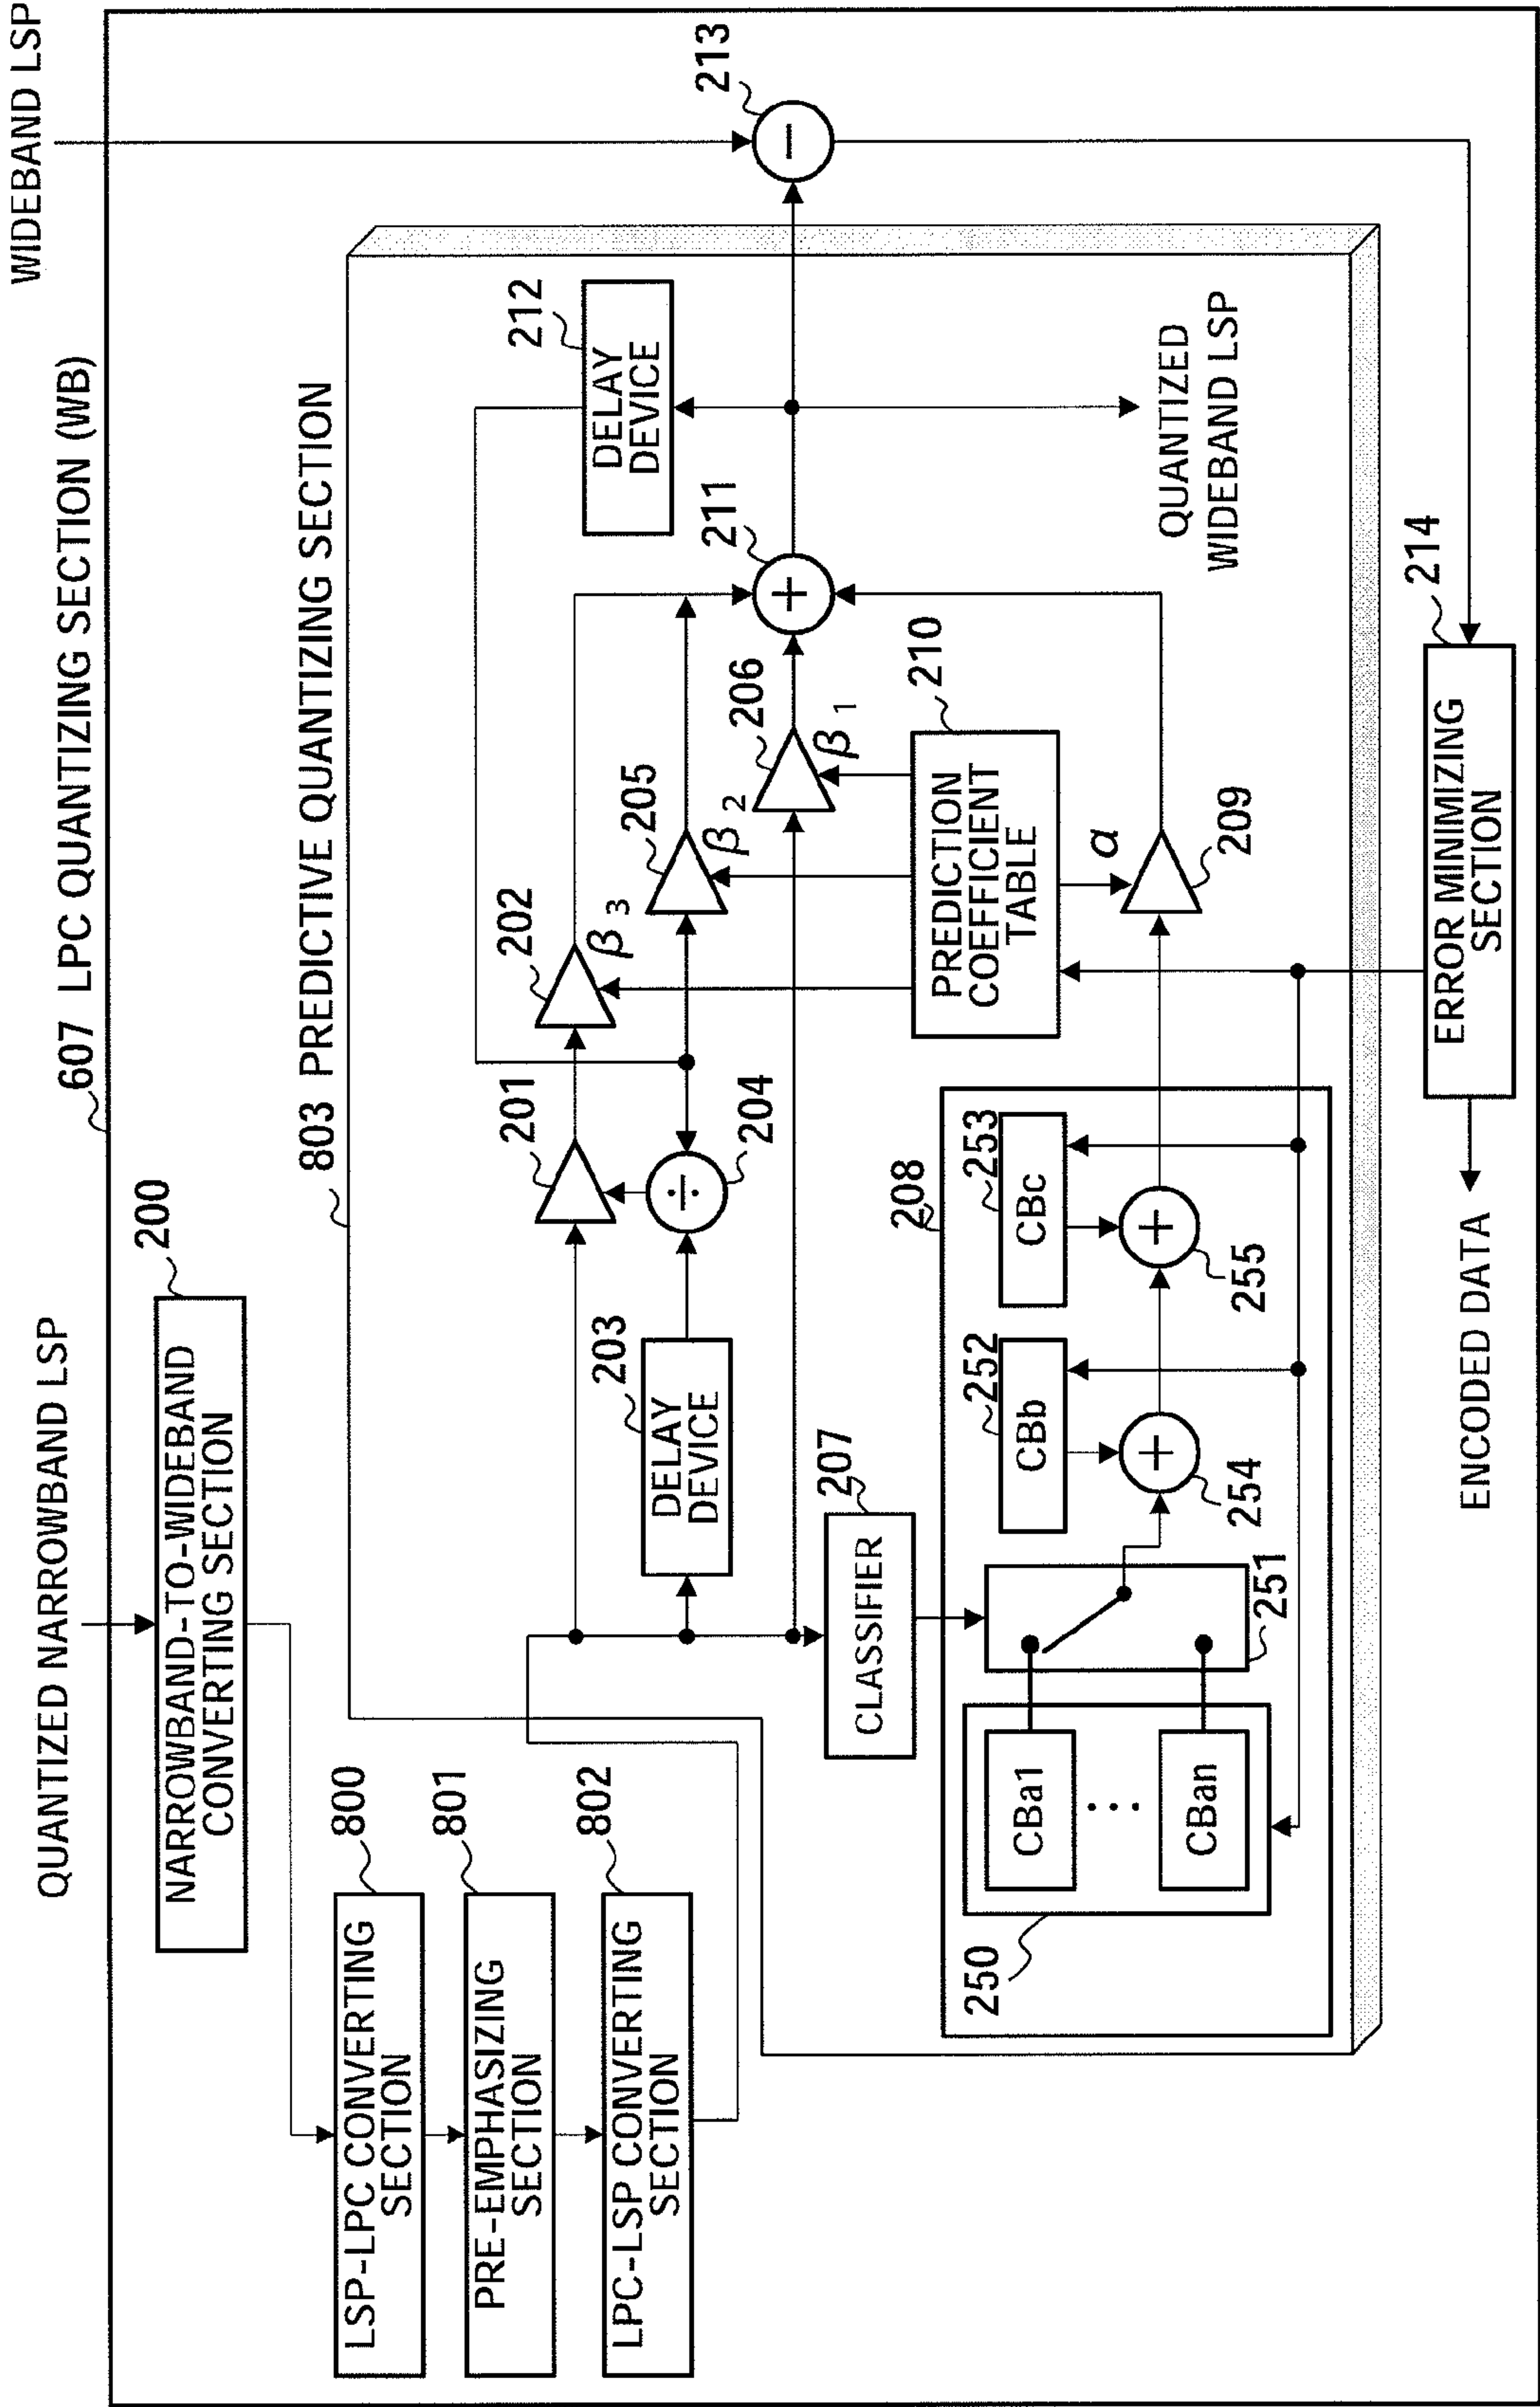 QUANTIZED NARROWBAND LSP
WIDEBAND LSP
607 LPC QUANTIZING SECTION (WB)
200
NARROWBAND-TO-WIDEBAND
CONVERTING SECTION
800
LSP-LPC CONVERTING
SECTION
801
PRE-EMPHASIZING
SECTION
802
LPC-LSP CONVERTING
SECTION
803 PREDICTIVE QUANTIZING SECTION
201
202
β3
203
DELAY
DEVICE
÷
204
205
β2
206
β1
211
+
212
DELAY
DEVICE
213
−
207
CLASSIFIER
210
PREDICTION
COEFFICIENT
TABLE
α
209
QUANTIZED
WIDEBAND LSP
208
250
CBa1
...
CBan
251
252
CBb
+
254
253
CBc
+
255
214
ERROR MINIMIZING
SECTION
ENCODED DATA